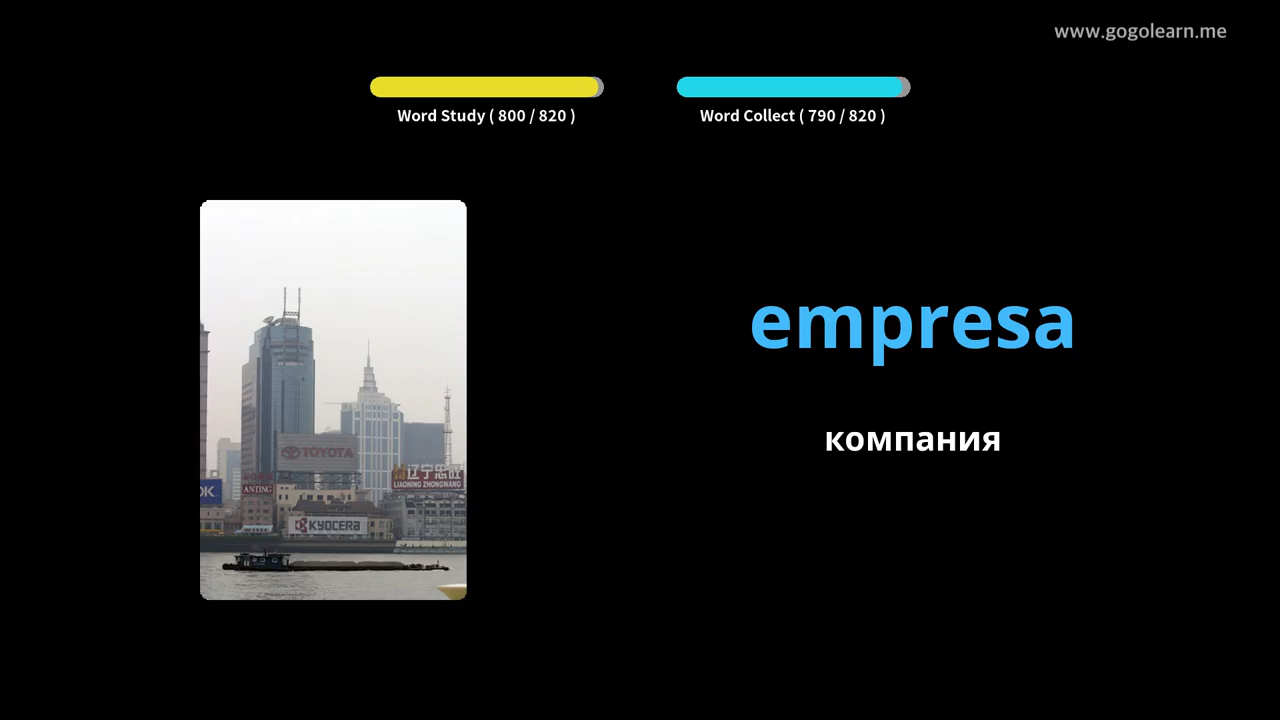 www.gogolearn.me
Word Study ( 800 / 820 )
Word Collect ( 790 / 820 )
empresa
компания
TOYOTA
辽宁忠旺
LIAONING ZHONGWANG
OK
ANTING
KYOCERA